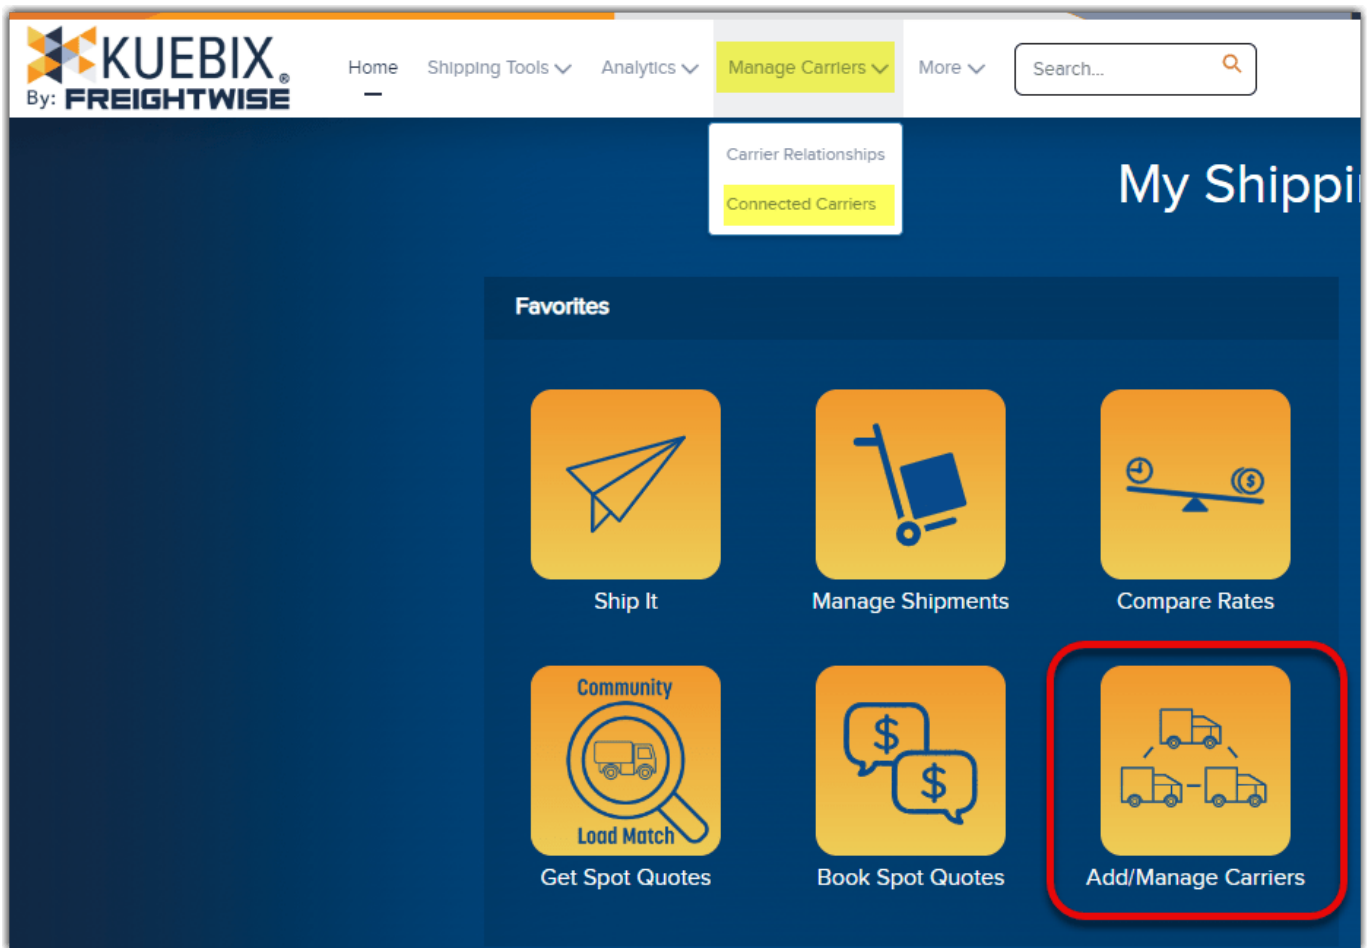 KUEBIX®
By: FREIGHTWISE
Home Shipping Tools Analytics Manage Carriers More Search...
Carrier Relationships
Connected Carriers
My Shippi
Favorites
Ship It Manage Shipments Compare Rates
Community
Load Match
$
$
$
Get Spot Quotes Book Spot Quotes Add/Manage Carriers